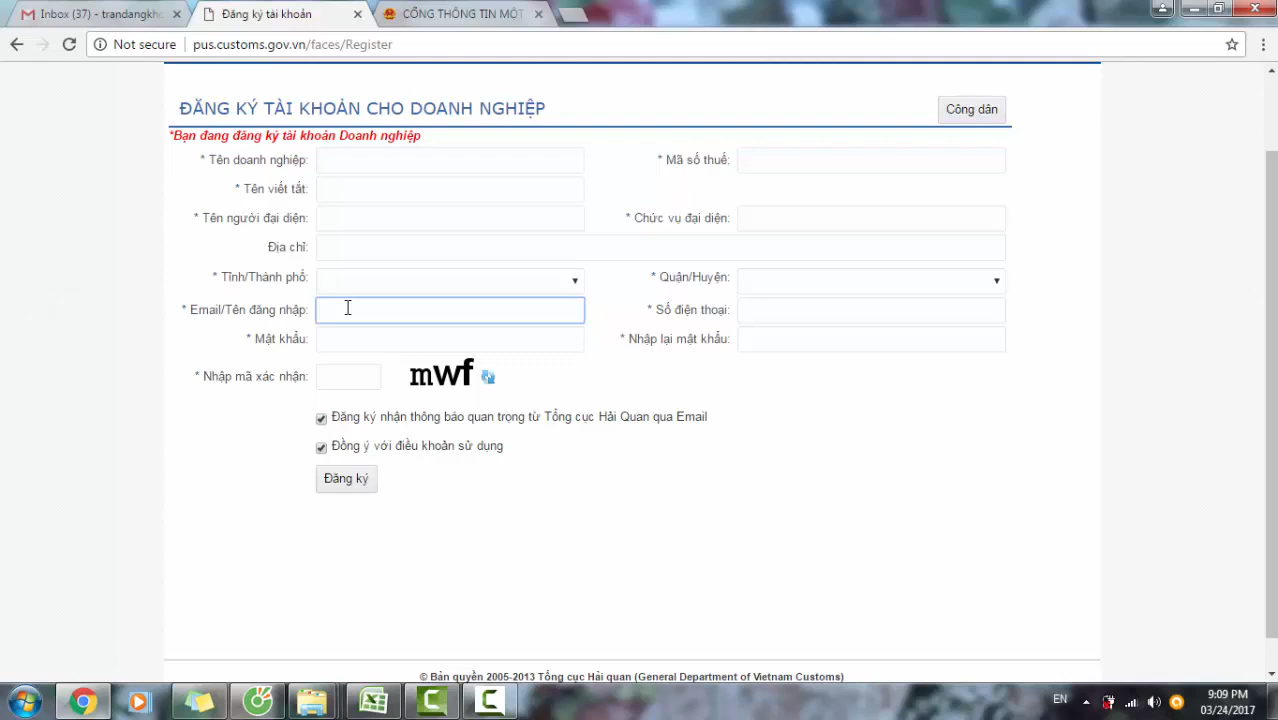 Inbox (37) - trandangkho
Đăng ký tài khoản
CỔNG THÔNG TIN MỘT
Not secure
pus.customs.gov.vn/faces/Register
ĐĂNG KÝ TÀI KHOẢN CHO DOANH NGHIỆP
Công dân
*Bạn đang đăng ký tài khoản Doanh nghiệp
* Tên doanh nghiệp:
* Mã số thuế:
* Tên viết tắt:
* Tên người đại diện:
* Chức vụ đại diện:
Địa chỉ:
* Tỉnh/Thành phố:
* Quận/Huyện:
* Email/Tên đăng nhập:
* Số điện thoại:
* Mật khẩu:
* Nhập lại mật khẩu:
* Nhập mã xác nhận:
mwf
Đăng ký nhận thông báo quan trọng từ Tổng cục Hải Quan qua Email
Đồng ý với điều khoản sử dụng
Đăng ký
© Bản quyền 2005-2013 Tổng cục Hải quan (General Department of Vietnam Customs)
EN
9:09 PM
03/24/2017